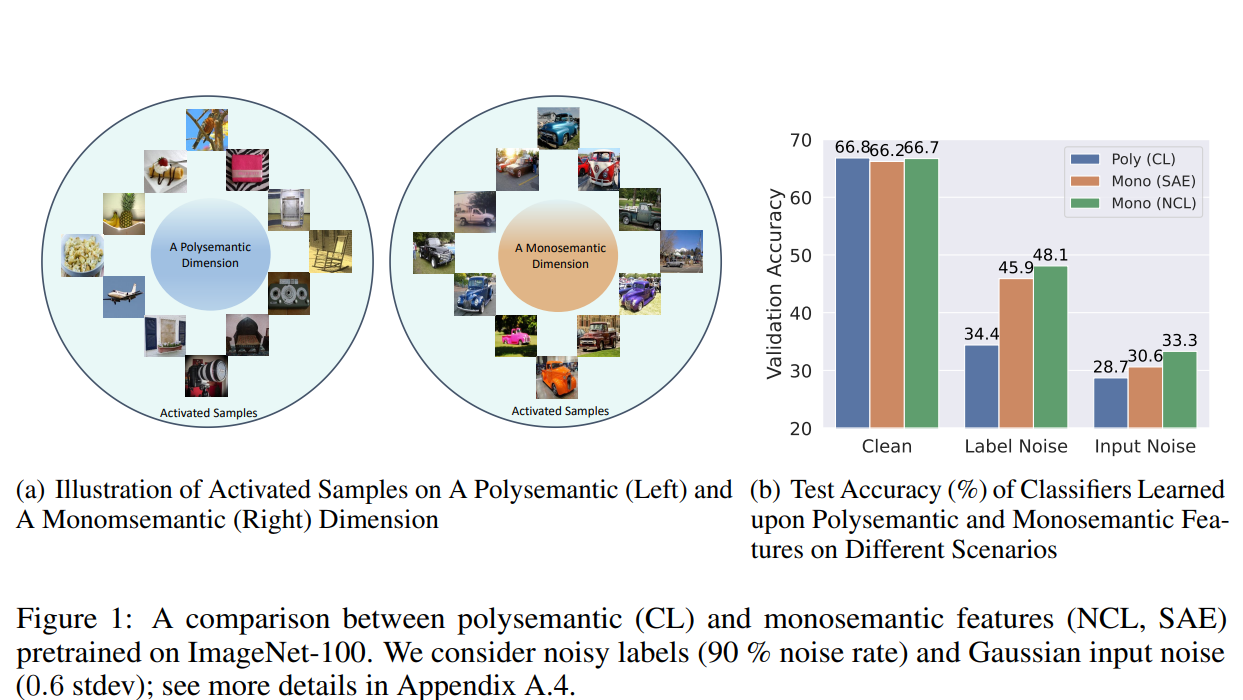 A Polysemantic
Dimension
Activated Samples
A Monosemantic
Dimension
Activated Samples
Validation Accuracy
70
60
50
40
30
20
66.8
66.2
66.7
34.4
45.9
48.1
28.7
30.6
33.3
Poly (CL)
Mono (SAE)
Mono (NCL)
Clean
Label Noise
Input Noise
(a) Illustration of Activated Samples on A Polysemantic (Left) and
A Monomsemantic (Right) Dimension
(b) Test Accuracy (%) of Classifiers Learned
upon Polysemantic and Monosemantic Fea-
tures on Different Scenarios
Figure 1: A comparison between polysemantic (CL) and monosemantic features (NCL, SAE)
pretrained on ImageNet-100. We consider noisy labels (90 % noise rate) and Gaussian input noise
(0.6 stdev); see more details in Appendix A.4.